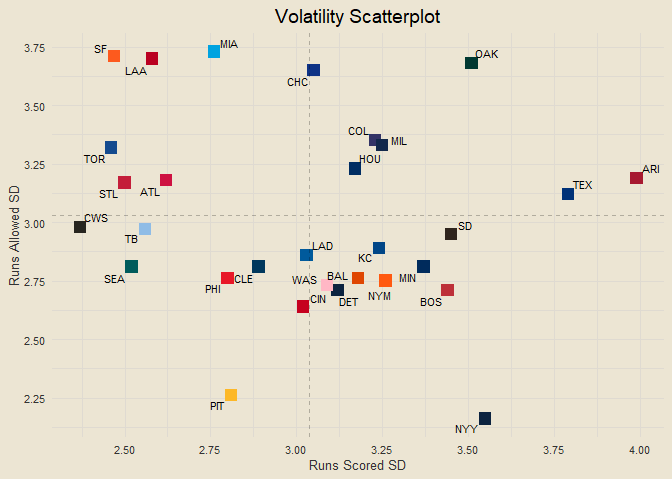 Volatility Scatterplot
3.75
3.50
3.25
3.00
2.75
2.50
2.25
Runs Allowed SD
SF
LAA
MIA
CHC
OAK
COL
MIL
HOU
TOR
STL
ATL
TEX
ARI
CWS
TB
SD
LAD
KC
SEA
PHI
CLE
WAS
BAL
MIN
CIN
DET
NYM
BOS
PIT
NYY
2.50
2.75
3.00
3.25
3.50
3.75
4.00
Runs Scored SD